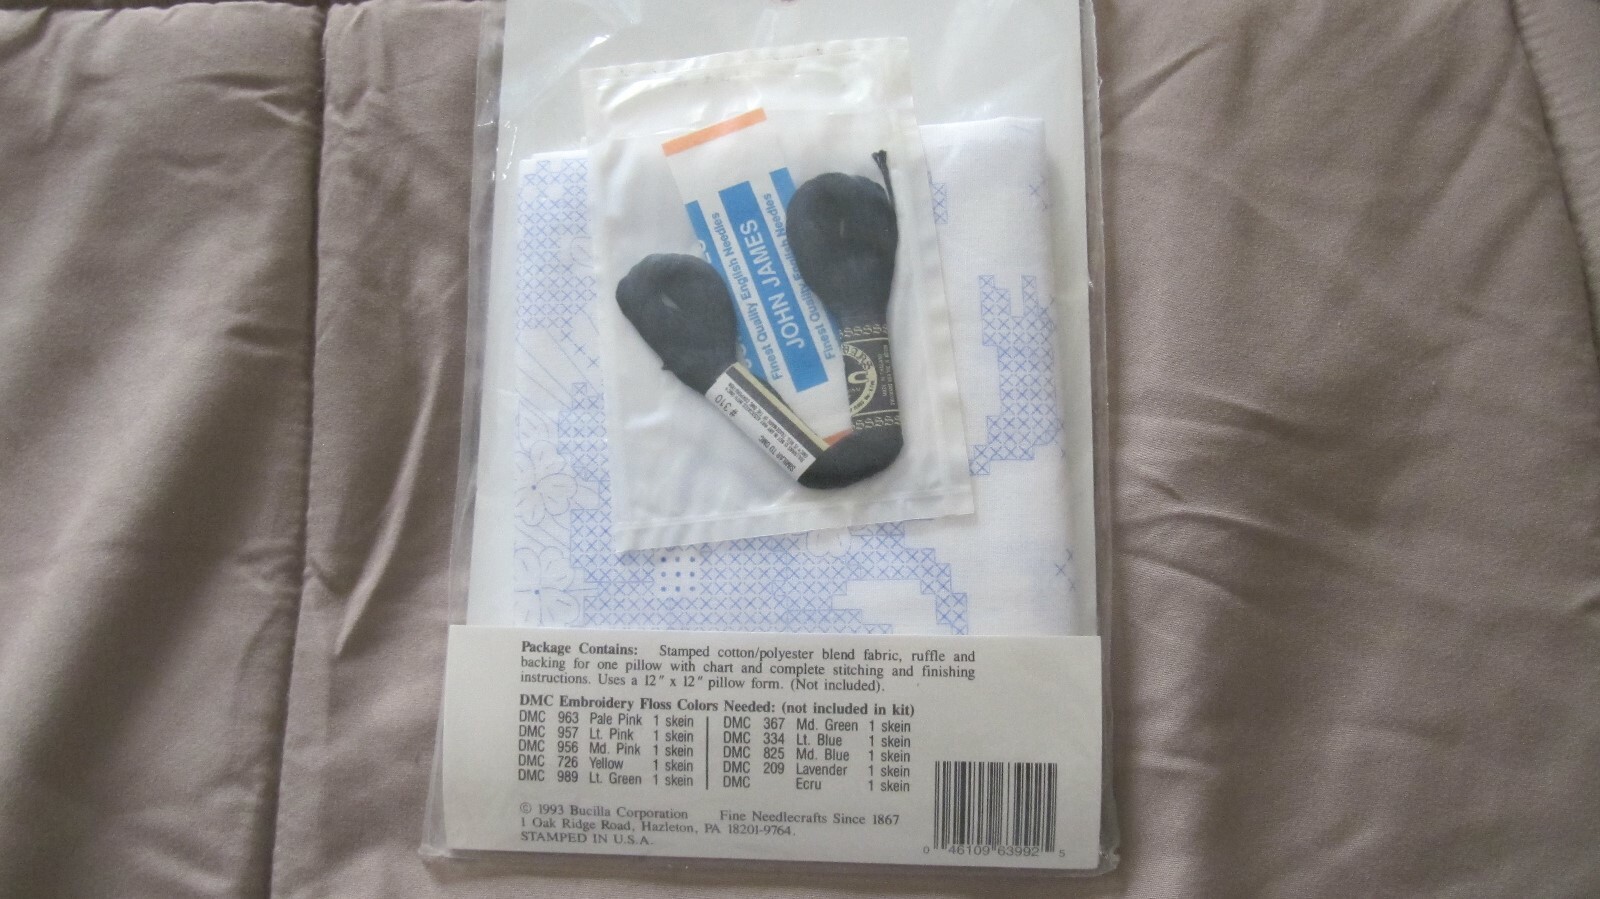 Finest Quality English Needles
JOHN JAMES
Finest Quality English Needles
# 310
SIMILAR TO DMC
Package Contains: Stamped cotton/polyester blend fabric, ruffle and
backing for one pillow with chart and complete stitching and finishing
instructions. Uses a 12" x 12" pillow form. (Not included).
DMC Embroidery Floss Colors Needed: (not included in kit)
DMC 963 Pale Pink 1 skein
DMC 957 Lt. Pink 1 skein
DMC 956 Md. Pink 1 skein
DMC 726 Yellow 1 skein
DMC 989 Lt. Green 1 skein
DMC 367 Md. Green 1 skein
DMC 334 Lt. Blue 1 skein
DMC 825 Md. Blue 1 skein
DMC 209 Lavender 1 skein
DMC Ecru 1 skein
© 1993 Bucilla Corporation Fine Needlecrafts Since 1867
1 Oak Ridge Road, Hazleton, PA 18201-9764.
STAMPED IN U.S.A.
0 46109 63992 5